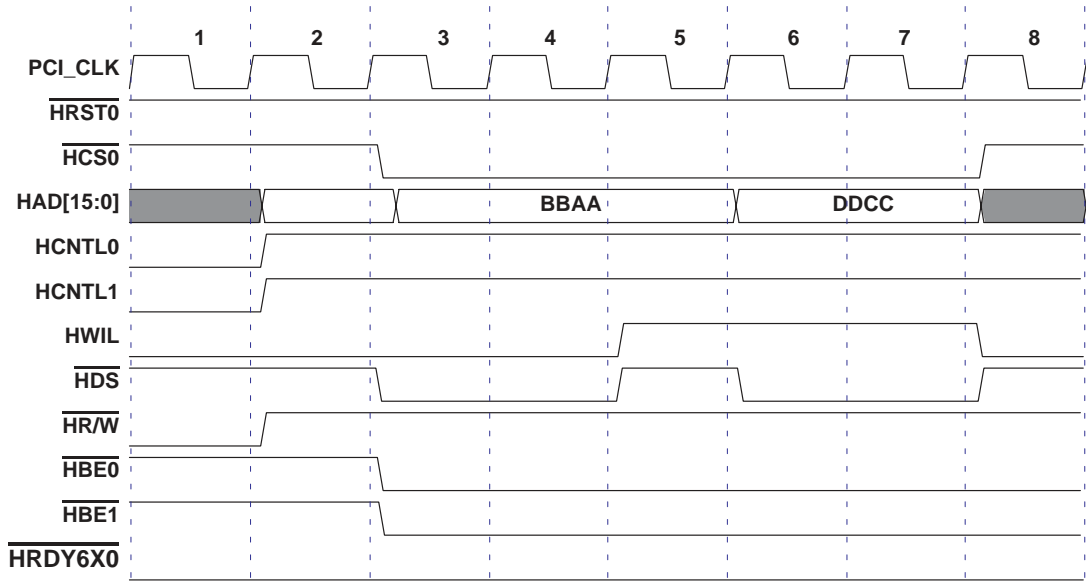 1 2 3 4 5 6 7 8
PCI_CLK
HRST0
HCS0
HAD[15:0] BBAA DDCC
HCNTL0
HCNTL1
HWIL
HDS
HR/W
HBE0
HBE1
HRDY6X0